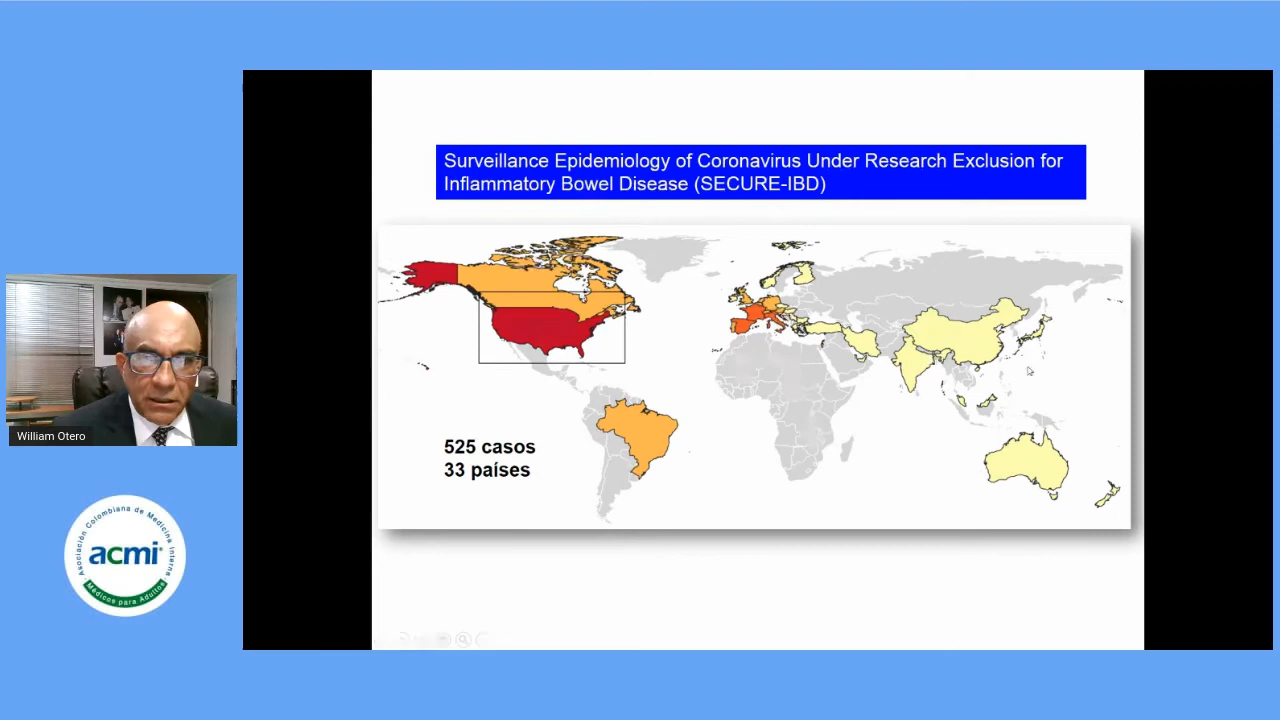 Surveillance Epidemiology of Coronavirus Under Research Exclusion for
Inflammatory Bowel Disease (SECURE-IBD)
525 casos
33 países
William Otero
Asociación Colombiana de Medicina Interna
acmi
Médicos para Adultos